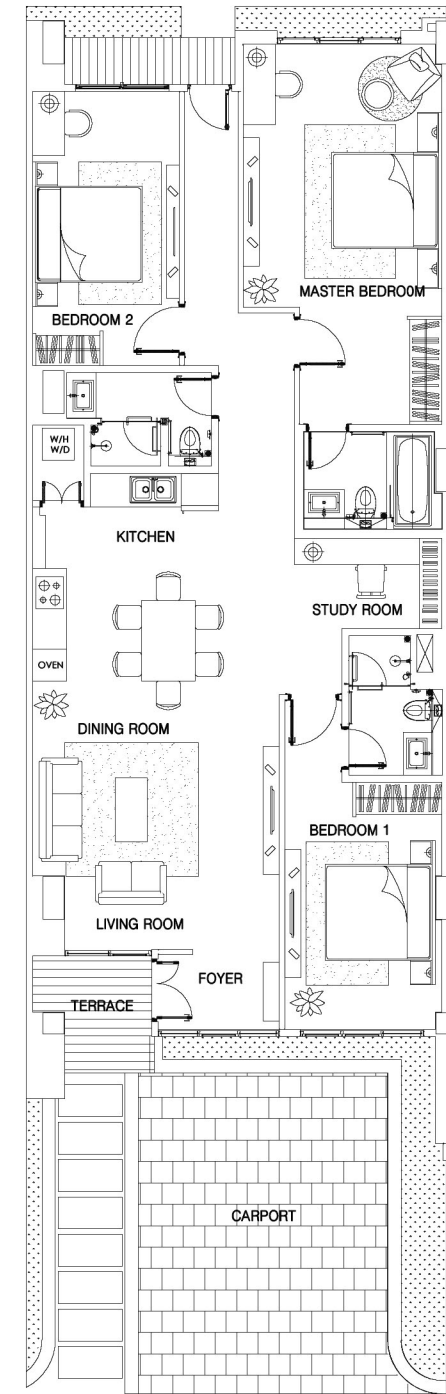 MASTER BEDROOM
BEDROOM 2
W/H
W/D
KITCHEN
STUDY ROOM
OVEN
DINING ROOM
BEDROOM 1
LIVING ROOM
FOYER
TERRACE
CARPORT